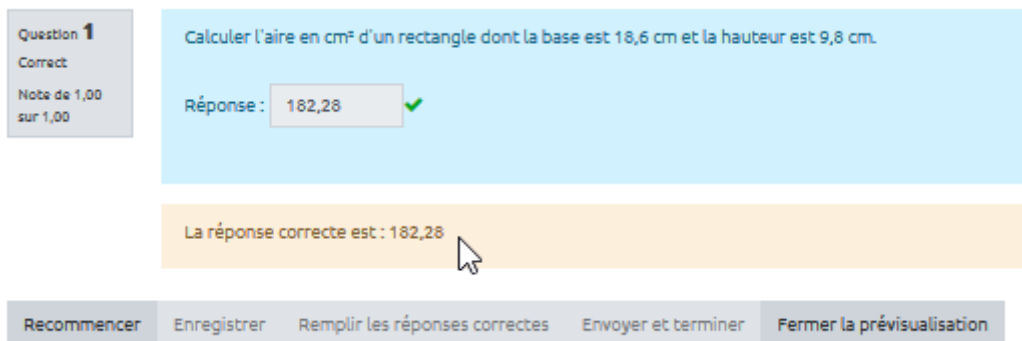 Question 1
Correct
Note de 1,00
sur 1,00
Calculer l'aire en cm² d'un rectangle dont la base est 18,6 cm et la hauteur est 9,8 cm.
Réponse : 182,28
La réponse correcte est : 182,28
Recommencer Enregistrer Remplir les réponses correctes Envoyer et terminer Fermer la prévisualisation